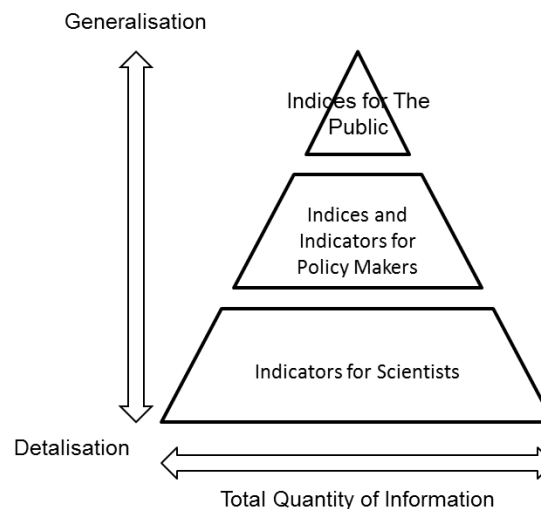 Generalisation
Indices for The
Public
Indices and
Indicators for
Policy Makers
Indicators for Scientists
Detalisation
Total Quantity of Information